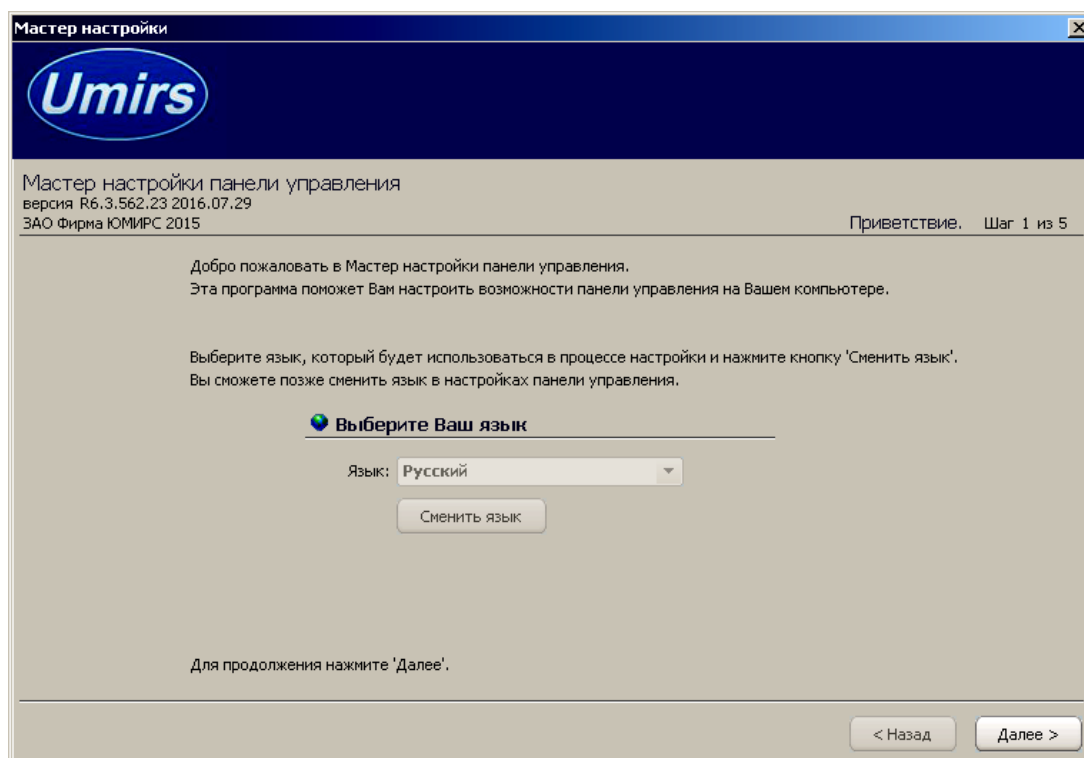 Мастер настройки
Umirs
Мастер настройки панели управления
версия R6.3.562.23 2016.07.29
ЗАО Фирма ЮМИРС 2015
Приветствие. Шаг 1 из 5
Добро пожаловать в Мастер настройки панели управления.
Эта программа поможет Вам настроить возможности панели управления на Вашем компьютере.
Выберите язык, который будет использоваться в процессе настройки и нажмите кнопку 'Сменить язык'.
Вы сможете позже сменить язык в настройках панели управления.
Выберите Ваш язык
Язык: Русский
Сменить язык
Для продолжения нажмите 'Далее'.
< Назад Далее >